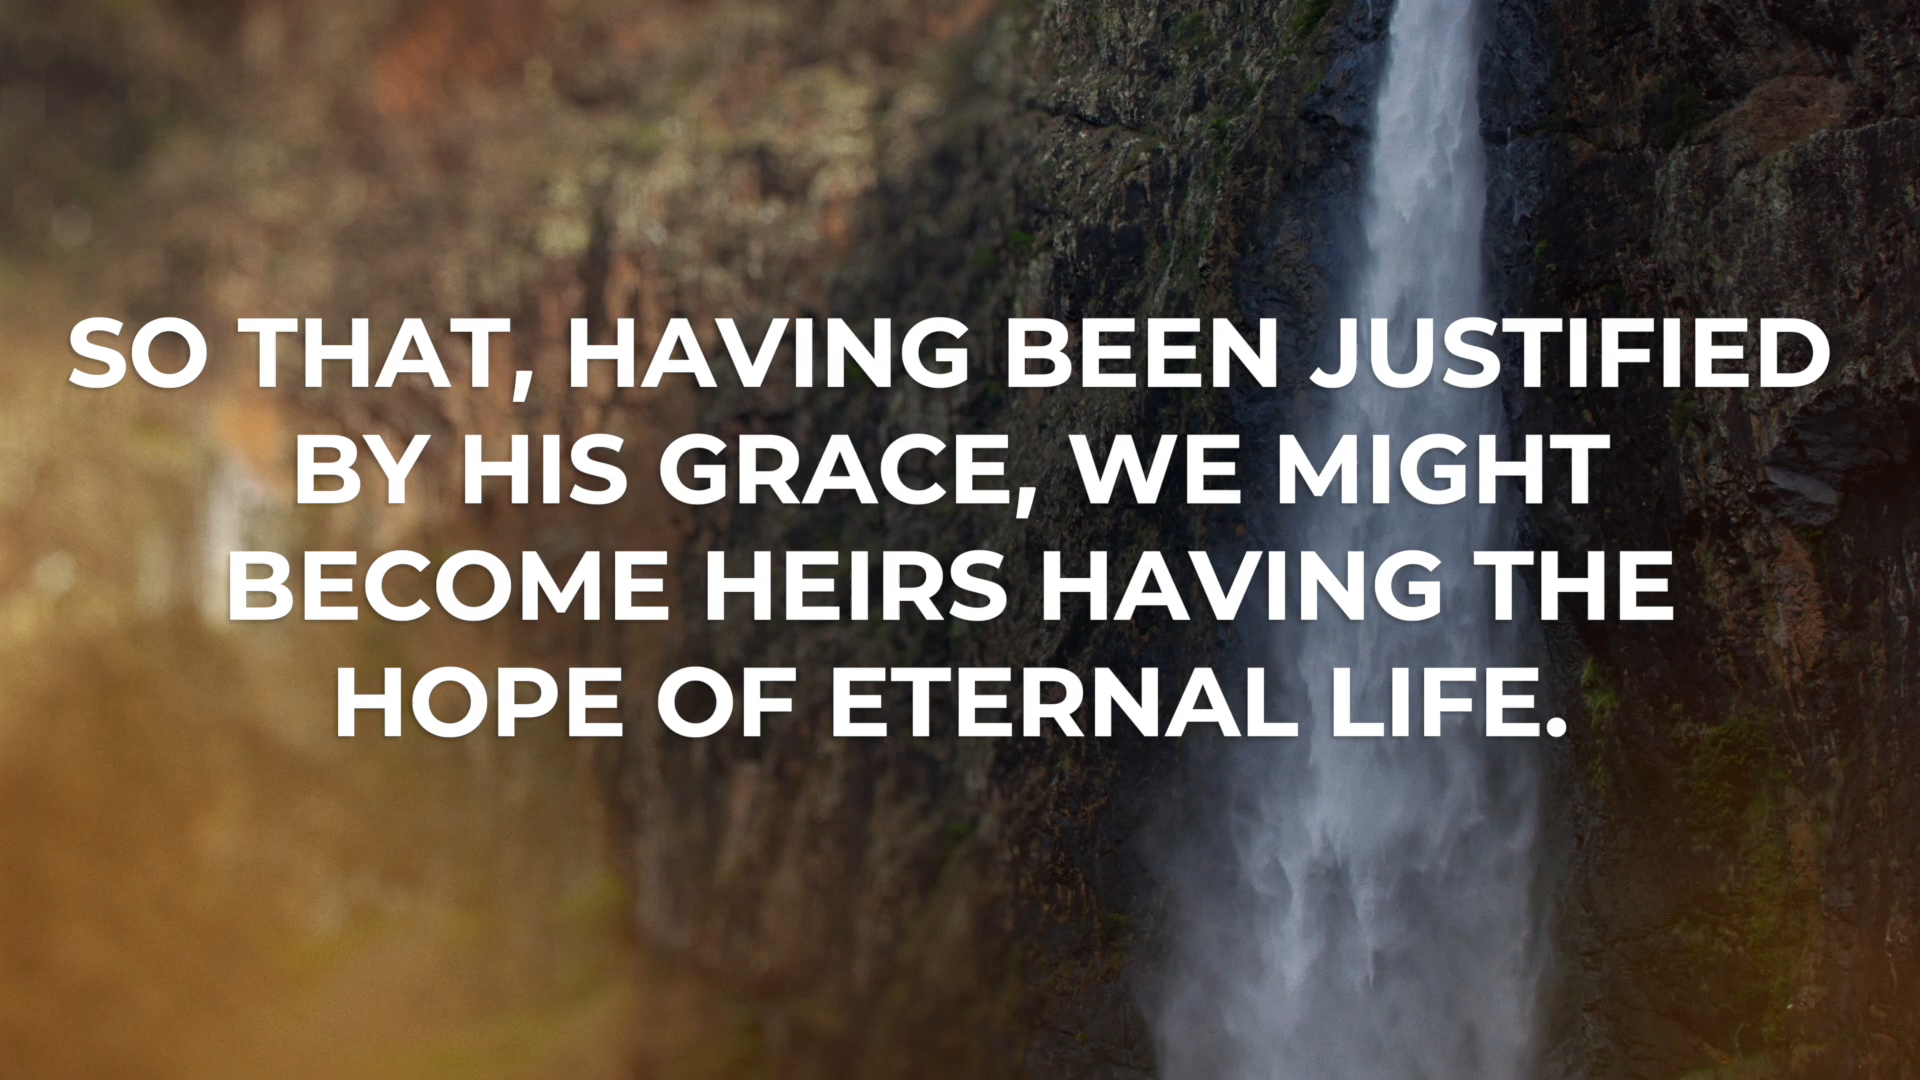 SO THAT, HAVING BEEN JUSTIFIED
BY HIS GRACE, WE MIGHT
BECOME HEIRS HAVING THE
HOPE OF ETERNAL LIFE.